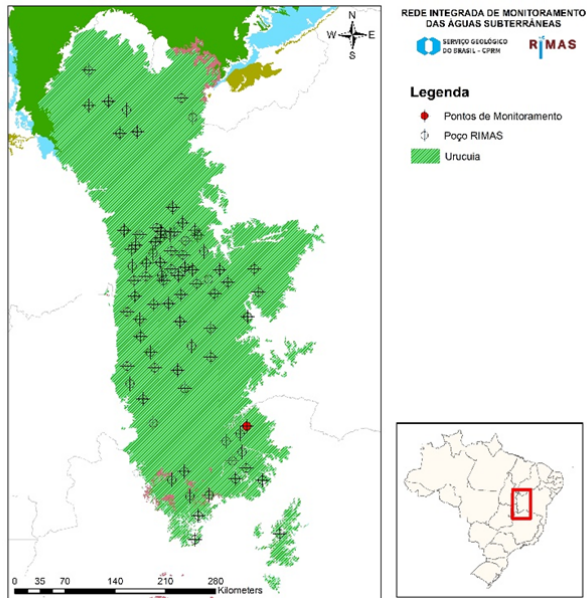 REDE INTEGRADA DE MONITORAMENTO
DAS ÁGUAS SUBTERRÂNEAS
SERVIÇO GEOLÓGICO
DO BRASIL - CPRM
RIMAS
Legenda
Pontos de Monitoramento
Poço RIMAS
Urucuia
N
W E
S
0 35 70 140 210 280
Kilometers